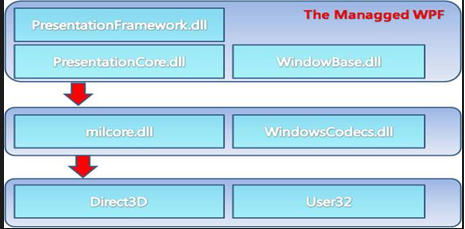 The Managged WPF
PresentationFramework.dll
PresentationCore.dll
WindowBase.dll
milcore.dll
WindowsCodecs.dll
Direct3D
User32